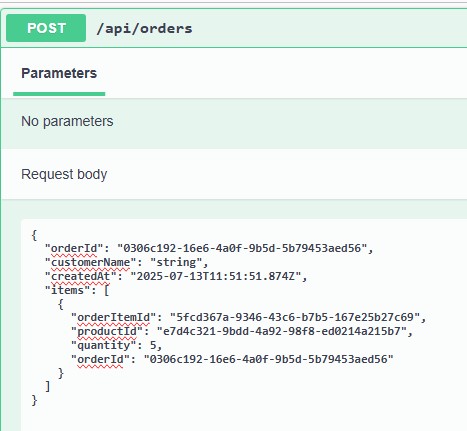 POST /api/orders
Parameters
No parameters
Request body
{
  "orderId": "0306c192-16e6-4a0f-9b5d-5b79453aed56",
  "customerName": "string",
  "createdAt": "2025-07-13T11:51:51.874Z",
  "items": [
    {
      "orderItemId": "5fcd367a-9346-43c6-b7b5-167e25b27c69",
      "productId": "e7d4c321-9bdd-4a92-98f8-ed0214a215b7",
      "quantity": 5,
      "orderId": "0306c192-16e6-4a0f-9b5d-5b79453aed56"
    }
  ]
}